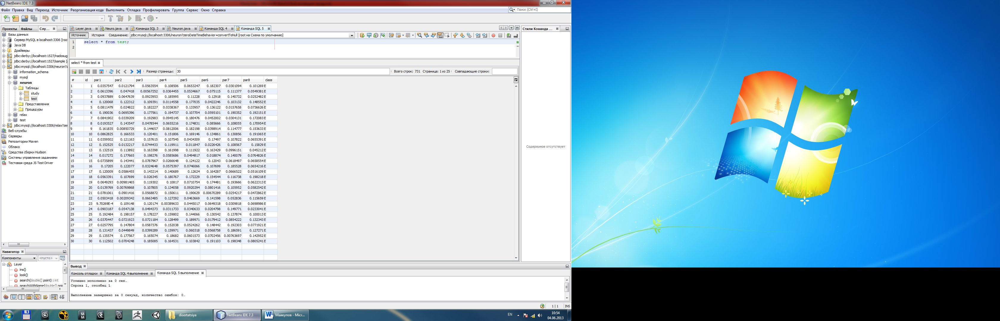 NetBeans IDE 7.3
Файл Правка Вид Переход Источник Реорганизация кода Выполнить Отладка Профилировать Группа Сервис Окно Справка
Поиск (Ctrl+I)
Проекты Файлы Слу...
Базы данных
Сервер MySQL в localhost:3306 [roo
Java DB
Драйверы
jdbc:derby://localhost:1527/nadosug
jdbc:derby://localhost:1527/sample [
jdbc:mysql://localhost:3306/neuron?z
information_schema
mysql
neuron
Таблицы
study
test
Представления
Процедуры
relax
test
jdbc:mysql://localhost:3306/relax?zer
Веб-службы
Серверы
Репозитории Maven
Облако
Средства сборки Hudson
Системы управления заданиями
Тестовая среда JS Test Driver
Навигатор
Компоненты <пусто>
Layer
ins()
look()
search(double[] point) : int
searchWithName(double[] poi
Layer.java Neuro.java Команда SQL 3 Neuron.java Команда SQL 4 Команда SQL 5
Источник История Соединение: jdbc:mysql://localhost:3306/neuron?zeroDateTimeBehavior=convertToNull [root на Схема по умолчанию]
1 select * from test;
2
select * from test
Размер страницы: 30 Всего строк: 731 Страница: 1 из 25 Совпадающие строки:
# id par1 par2 par3 par4 par5 par6 par7 par8 class
1 1 0.0357547 0.0121794 0.0563554 0.108506 0.0653247 0.182307 0.0301094 0.101269 E
2 2 0.0613396 0.047418 0.00567252 0.0364455 0.0534667 0.075115 0.111377 0.0549381 E
3 3 0.0937889 0.0647639 0.0923953 0.185995 0.11228 0.12918 0.140732 0.0252482 E
4 4 0.120068 0.122312 0.109391 0.0114558 0.177035 0.0422246 0.103132 0.148552 E
5 5 0.0811479 0.024822 0.182227 0.0338367 0.133957 0.136122 0.0157658 0.0736626 E
6 6 0.190036 0.0695396 0.177561 0.194737 0.107704 0.0595101 0.190352 0.192151 E
7 7 0.0841902 0.0339209 0.192983 0.0945145 0.180476 0.0452002 0.0304131 0.172083 E
8 8 0.0193527 0.143547 0.0478544 0.0655216 0.174831 0.085666 0.108055 0.170954 E
9 9 0.161835 0.00850729 0.144657 0.0812006 0.182198 0.0398914 0.114777 0.153633 E
10 10 0.0862825 0.166533 0.120401 0.151806 0.169146 0.134861 0.130856 0.191065 E
11 11 0.0359502 0.121163 0.157615 0.107545 0.0434309 0.17497 0.107822 0.0655391 E
12 12 0.152525 0.0132217 0.0744433 0.119911 0.011847 0.0226426 0.108567 0.15829 E
13 13 0.132519 0.113892 0.163398 0.161998 0.111922 0.163429 0.0996151 0.045212 E
14 14 0.017272 0.177665 0.198276 0.0585686 0.0494817 0.018874 0.140079 0.0764826 E
15 15 0.0735899 0.143441 0.0787967 0.0266648 0.124122 0.12043 0.0618497 0.0658554 E
16 16 0.17205 0.122077 0.0324648 0.0575397 0.0746066 0.107699 0.185528 0.0654216 E
17 17 0.120009 0.0586455 0.143214 0.140689 0.12624 0.164287 0.0666522 0.0516109 E
18 18 0.0563391 0.107699 0.026345 0.180767 0.172229 0.154544 0.116738 0.198218 E
19 19 0.0649293 0.00981465 0.119302 0.10817 0.0710754 0.174481 0.193666 0.0622313 E
20 20 0.0139769 0.00769868 0.107805 0.134058 0.0920294 0.0801416 0.105952 0.0582542 E
21 21 0.0781061 0.0901416 0.0568872 0.150611 0.190629 0.00670289 0.0254217 0.0472862 E
22 22 0.0503418 0.00209342 0.0663485 0.127292 0.0463669 0.141598 0.052836 0.115659 E
23 23 9.70269E-4 0.109148 0.120174 0.00389633 0.0445017 0.0649318 0.0309818 0.0698986 E
24 24 0.0903187 0.0547138 0.0494373 0.0311733 0.0340633 0.0204798 0.149771 0.0233041 E
25 25 0.192484 0.198157 0.178227 0.159802 0.144066 0.130542 0.137874 0.100013 E
26 26 0.0370447 0.0721923 0.0721184 0.128499 0.189971 0.0179412 0.0854222 0.132343 E
27 27 0.0257795 0.147804 0.0587376 0.152038 0.0524262 0.148442 0.192303 0.0771921 E
28 28 0.131437 0.0449849 0.0399289 0.159971 0.060318 0.0568758 0.186591 0.127271 E
29 29 0.135574 0.177567 0.165074 0.18682 0.0601573 0.0702456 0.00763697 0.142952 E
30 30 0.112502 0.0704248 0.185085 0.164531 0.103842 0.191103 0.198348 0.0805241 E
Стили Команда ...
Содержимое отсутствует
Вывод
Консоль отладки Команда SQL 4 выполнение Команда SQL 5 выполнение
Успешно исполнено за 0 сек.
Строка 1, столбец 1
Выполнение завершено за 0 секунд, количество ошибок: 0.
1 | 1 INS
disertatsiya NetBeans IDE 7.3 Маякупов - Micr...
EN 10:54
04.06.2013